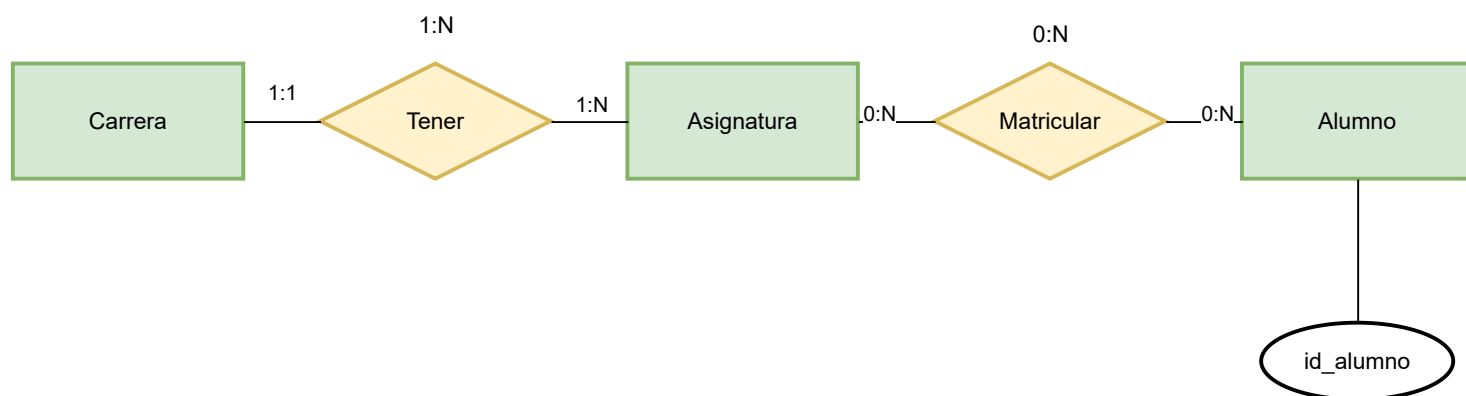 1:N
0:N
Carrera
1:1
Tener
1:N
Asignatura
0:N
Matricular
0:N
Alumno
id_alumno